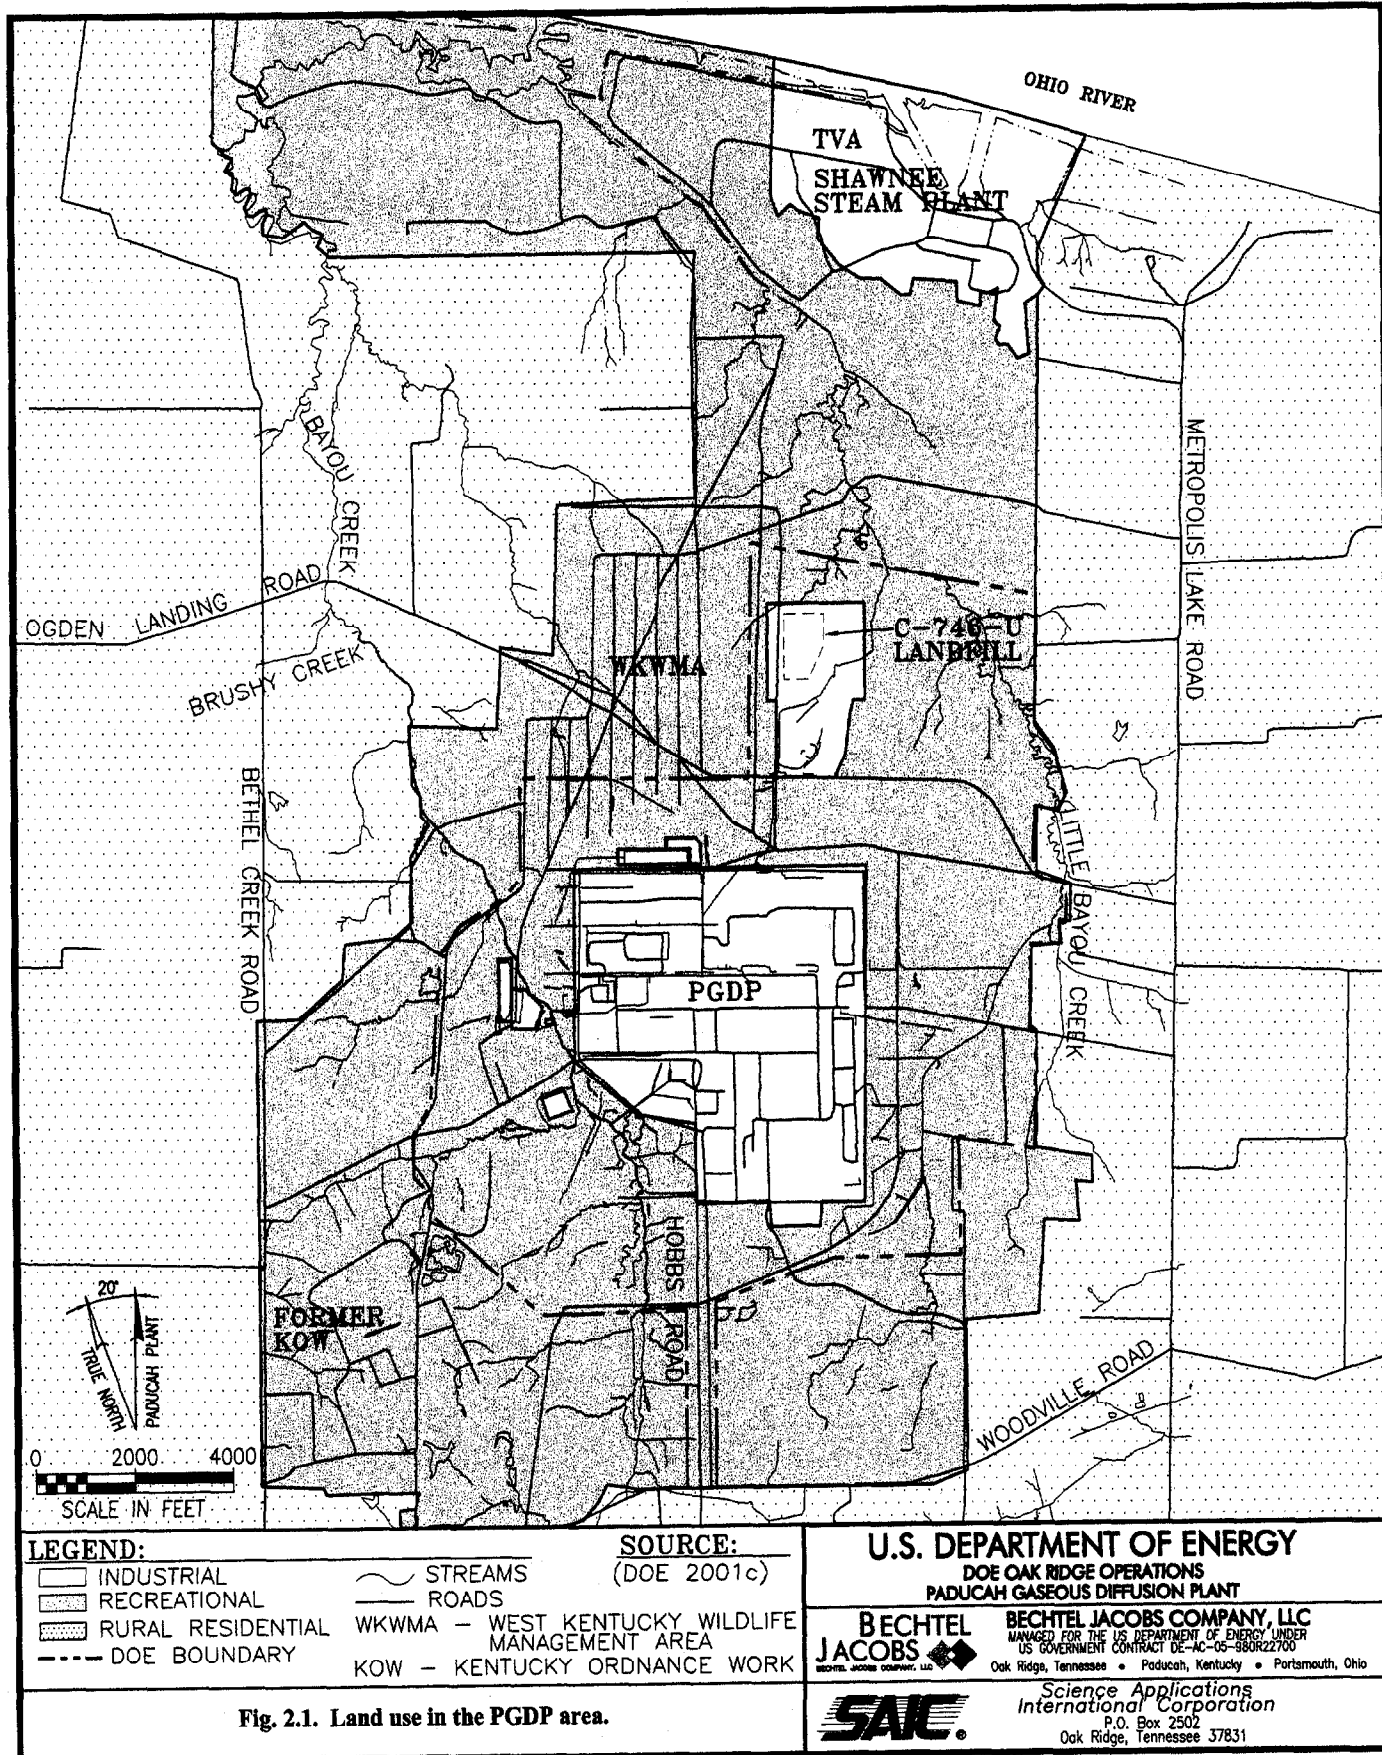 OHIO RIVER
TVA
SHAWNEE
STEAM PLANT
BAYOU CREEK
METROPOLIS LAKE ROAD
OGDEN LANDING ROAD
C-746-U
LANDFILL
WKWMA
BRUSHY CREEK
BETHEL CREEK ROAD
LITTLE BAYOU CREEK
PGDP
HOBBS ROAD
20°
TRUE NORTH
PADUCAH PLANT
FORMER
KOW
WOODVILLE ROAD
0 2000 4000
SCALE IN FEET
LEGEND:
INDUSTRIAL
RECREATIONAL
RURAL RESIDENTIAL
DOE BOUNDARY
STREAMS
ROADS
WKWMA - WEST KENTUCKY WILDLIFE
MANAGEMENT AREA
KOW - KENTUCKY ORDNANCE WORK
SOURCE:
(DOE 2001c)
U.S. DEPARTMENT OF ENERGY
DOE OAK RIDGE OPERATIONS
PADUCAH GASEOUS DIFFUSION PLANT
BECHTEL
JACOBS
BECHTEL JACOBS COMPANY, LLC
BECHTEL JACOBS COMPANY, LLC
MANAGED FOR THE US DEPARTMENT OF ENERGY UNDER
US GOVERNMENT CONTRACT DE-AC-05-98OR22700
Oak Ridge, Tennessee • Paducah, Kentucky • Portsmouth, Ohio
Fig. 2.1. Land use in the PGDP area.
SAIC®
Science Applications
International Corporation
P.O. Box 2502
Oak Ridge, Tennessee 37831